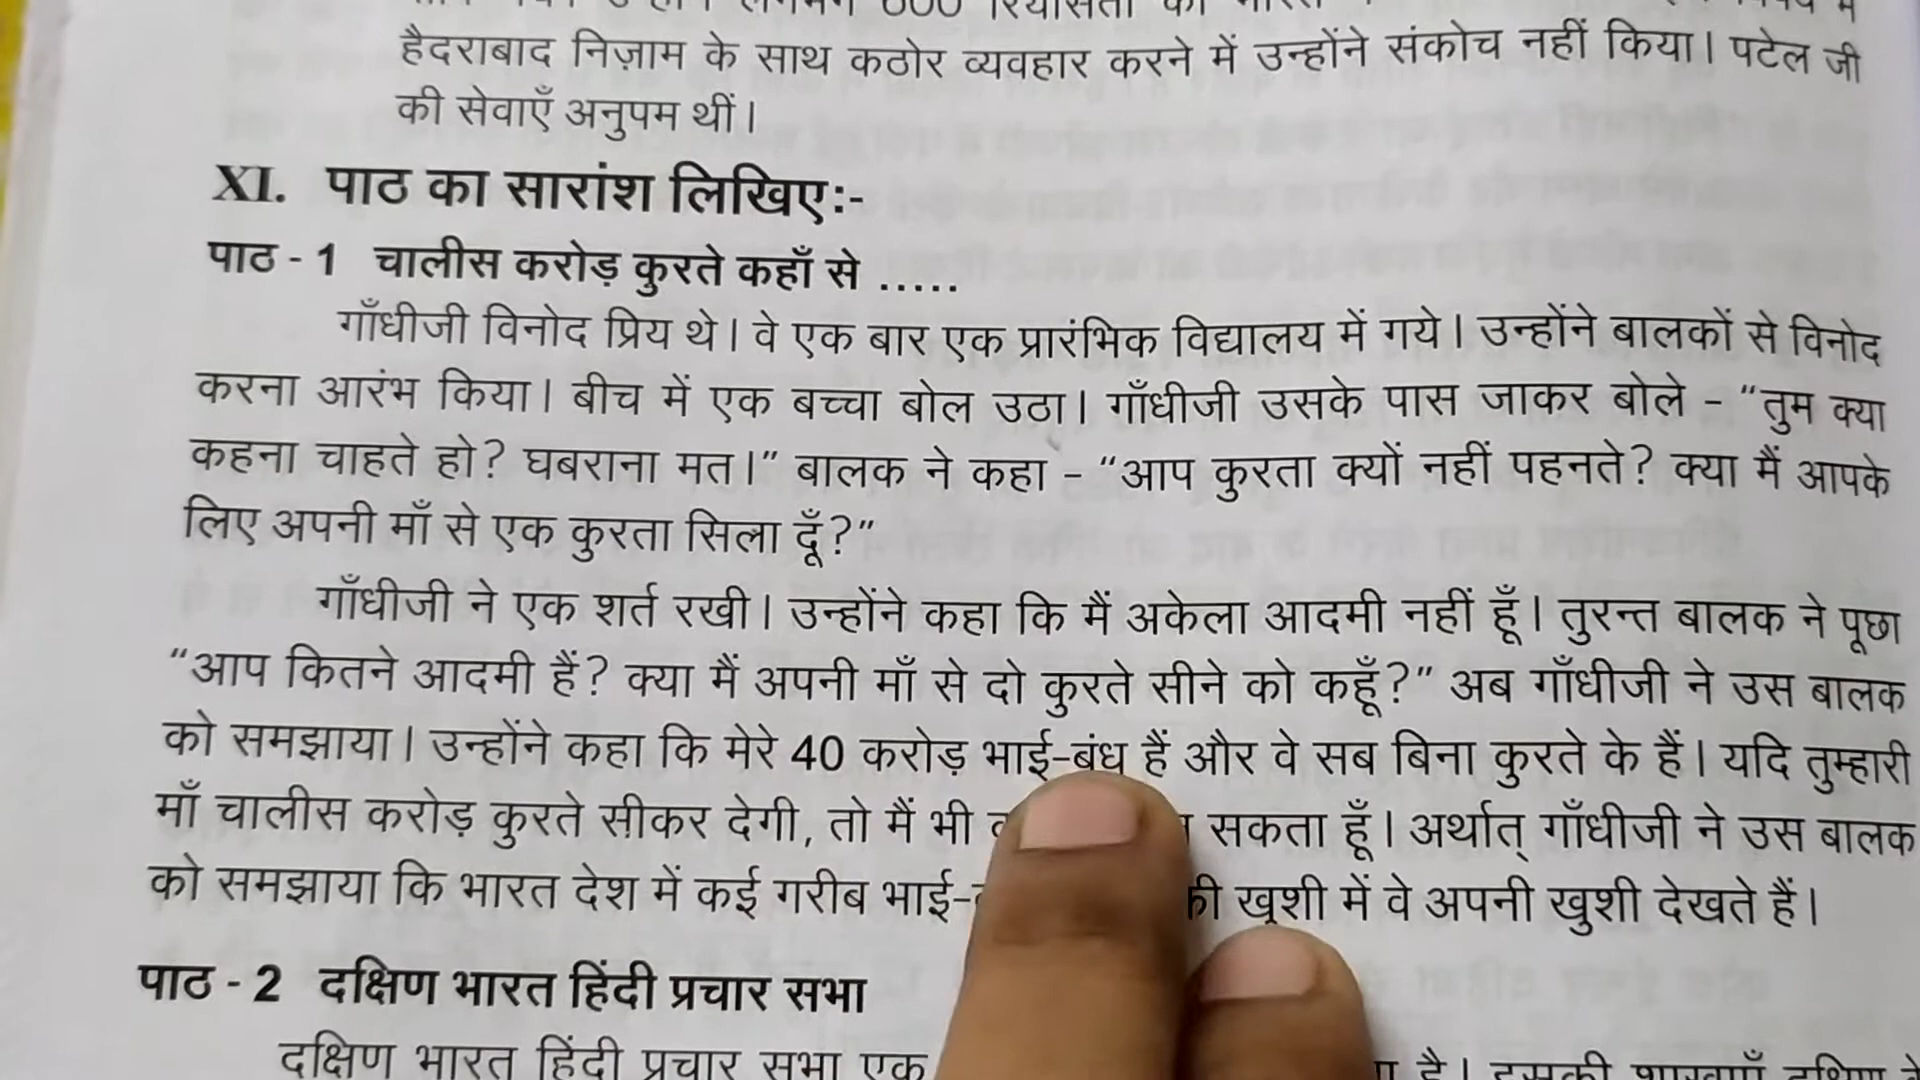 हैदराबाद निज़ाम के साथ कठोर व्यवहार करने में उन्होंने संकोच नहीं किया। पटेल जी
की सेवाएँ अनुपम थीं।
XI. पाठ का सारांश लिखिए:-
पाठ - 1 चालीस करोड़ कुरते कहाँ से .....
गाँधीजी विनोद प्रिय थे। वे एक बार एक प्रारंभिक विद्यालय में गये। उन्होंने बालकों से विनोद
करना आरंभ किया। बीच में एक बच्चा बोल उठा। गाँधीजी उसके पास जाकर बोले – “तुम क्या
कहना चाहते हो? घबराना मत।” बालक ने कहा – “आप कुरता क्यों नहीं पहनते? क्या मैं आपके
लिए अपनी माँ से एक कुरता सिला दूँ?”
गाँधीजी ने एक शर्त रखी। उन्होंने कहा कि मैं अकेला आदमी नहीं हूँ। तुरन्त बालक ने पूछा
“आप कितने आदमी हैं? क्या मैं अपनी माँ से दो कुरते सीने को कहूँ?” अब गाँधीजी ने उस बालक
को समझाया। उन्होंने कहा कि मेरे 40 करोड़ भाई-बंधु हैं और वे सब बिना कुरते के हैं। यदि तुम्हारी
माँ चालीस करोड़ कुरते सीकर देगी, तो मैं भी सकता हूँ। अर्थात् गाँधीजी ने उस बालक
को समझाया कि भारत देश में कई गरीब भाई- की खुशी में वे अपनी खुशी देखते हैं।
पाठ - 2 दक्षिण भारत हिंदी प्रचार सभा
दक्षिण भारत हिंदी प्रचार सभा एक है। इसकी शाखाएँ दक्षिण